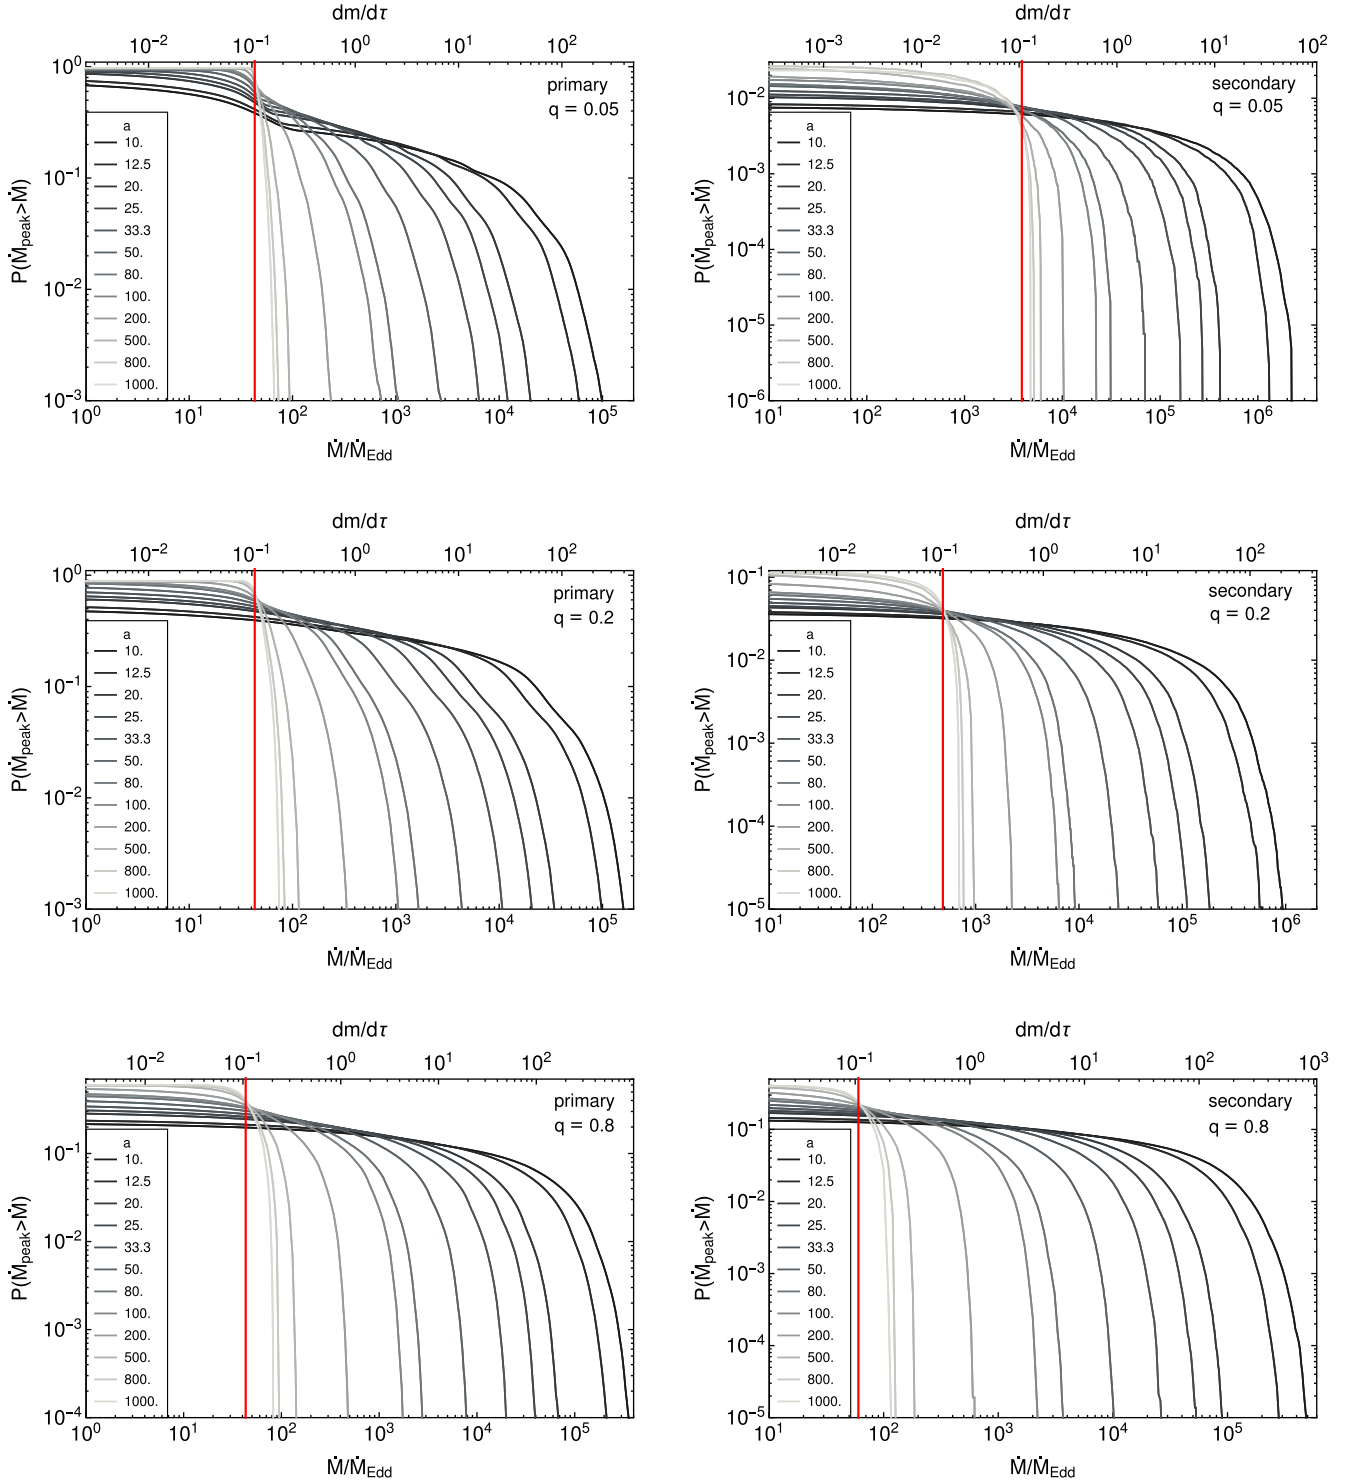 dm/dτ
10⁻² 10⁻¹ 10⁰ 10¹ 10²
10⁰
10⁻¹
10⁻²
10⁻³
P(Ṁpeak>Ṁ)
primary
q = 0.05
a
10.
12.5
20.
25.
33.3
50.
80.
100.
200.
500.
800.
1000.
10⁰ 10¹ 10² 10³ 10⁴ 10⁵
Ṁ/ṀEdd
dm/dτ
10⁻³ 10⁻² 10⁻¹ 10⁰ 10¹ 10²
10⁻²
10⁻³
10⁻⁴
10⁻⁵
10⁻⁶
P(Ṁpeak>Ṁ)
secondary
q = 0.05
a
10.
12.5
20.
25.
33.3
50.
80.
100.
200.
500.
800.
1000.
10¹ 10² 10³ 10⁴ 10⁵ 10⁶
Ṁ/ṀEdd
dm/dτ
10⁻² 10⁻¹ 10⁰ 10¹ 10²
10⁰
10⁻¹
10⁻²
10⁻³
P(Ṁpeak>Ṁ)
primary
q = 0.2
a
10.
12.5
20.
25.
33.3
50.
80.
100.
200.
500.
800.
1000.
10⁰ 10¹ 10² 10³ 10⁴ 10⁵
Ṁ/ṀEdd
dm/dτ
10⁻² 10⁻¹ 10⁰ 10¹ 10²
10⁻¹
10⁻²
10⁻³
10⁻⁴
10⁻⁵
P(Ṁpeak>Ṁ)
secondary
q = 0.2
a
10.
12.5
20.
25.
33.3
50.
80.
100.
200.
500.
800.
1000.
10¹ 10² 10³ 10⁴ 10⁵ 10⁶
Ṁ/ṀEdd
dm/dτ
10⁻² 10⁻¹ 10⁰ 10¹ 10²
10⁻¹
10⁻²
10⁻³
10⁻⁴
P(Ṁpeak>Ṁ)
primary
q = 0.8
a
10.
12.5
20.
25.
33.3
50.
80.
100.
200.
500.
800.
1000.
10⁰ 10¹ 10² 10³ 10⁴ 10⁵
Ṁ/ṀEdd
dm/dτ
10⁻¹ 10⁰ 10¹ 10² 10³
10⁻¹
10⁻²
10⁻³
10⁻⁴
10⁻⁵
P(Ṁpeak>Ṁ)
secondary
q = 0.8
a
10.
12.5
20.
25.
33.3
50.
80.
100.
200.
500.
800.
1000.
10¹ 10² 10³ 10⁴ 10⁵
Ṁ/ṀEdd